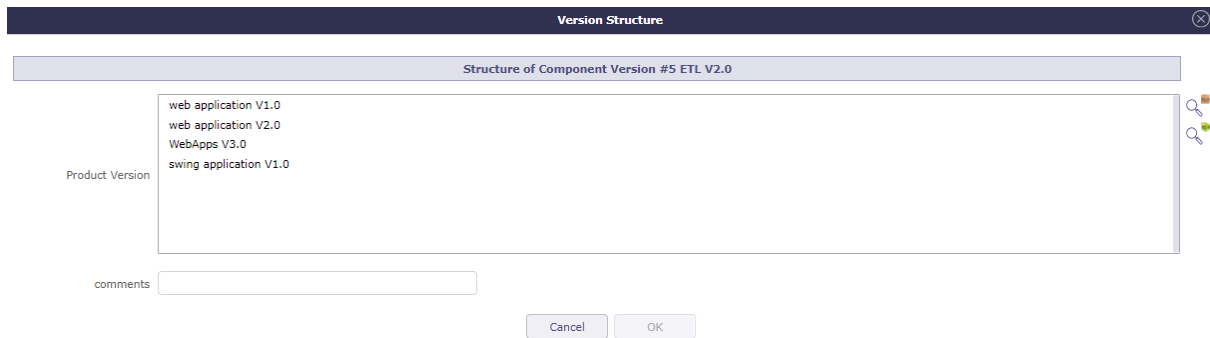 Version Structure
Structure of Component Version #5 ETL V2.0
web application V1.0
web application V2.0
WebApps V3.0
swing application V1.0
Product Version
comments
Cancel
OK